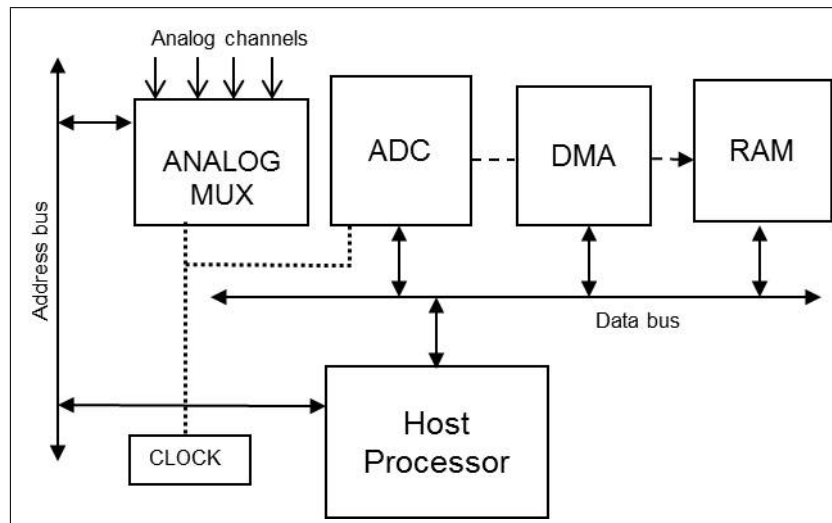 Analog channels
ANALOG
MUX
ADC
DMA
RAM
Address bus
Data bus
Host
Processor
CLOCK